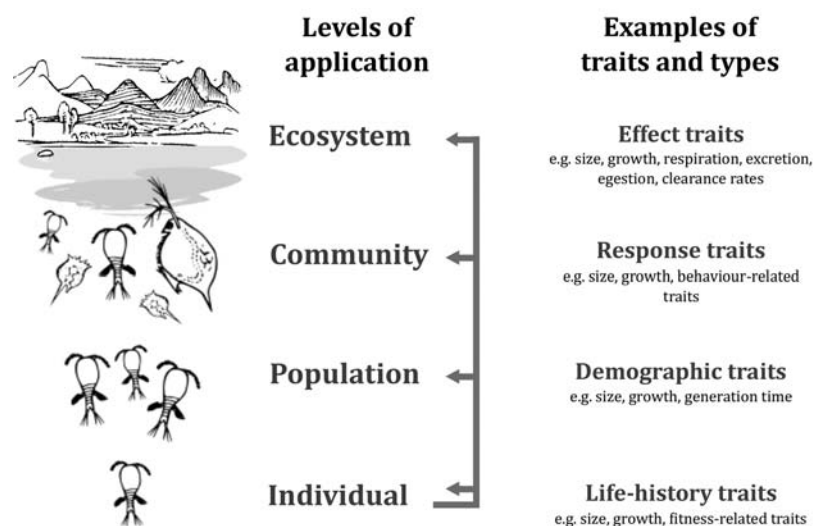 Levels of
application
Examples of
traits and types
Ecosystem
Effect traits
e.g. size, growth, respiration, excretion,
egestion, clearance rates
Community
Response traits
e.g. size, growth, behaviour-related
traits
Population
Demographic traits
e.g. size, growth, generation time
Individual
Life-history traits
e.g. size, growth, fitness-related traits